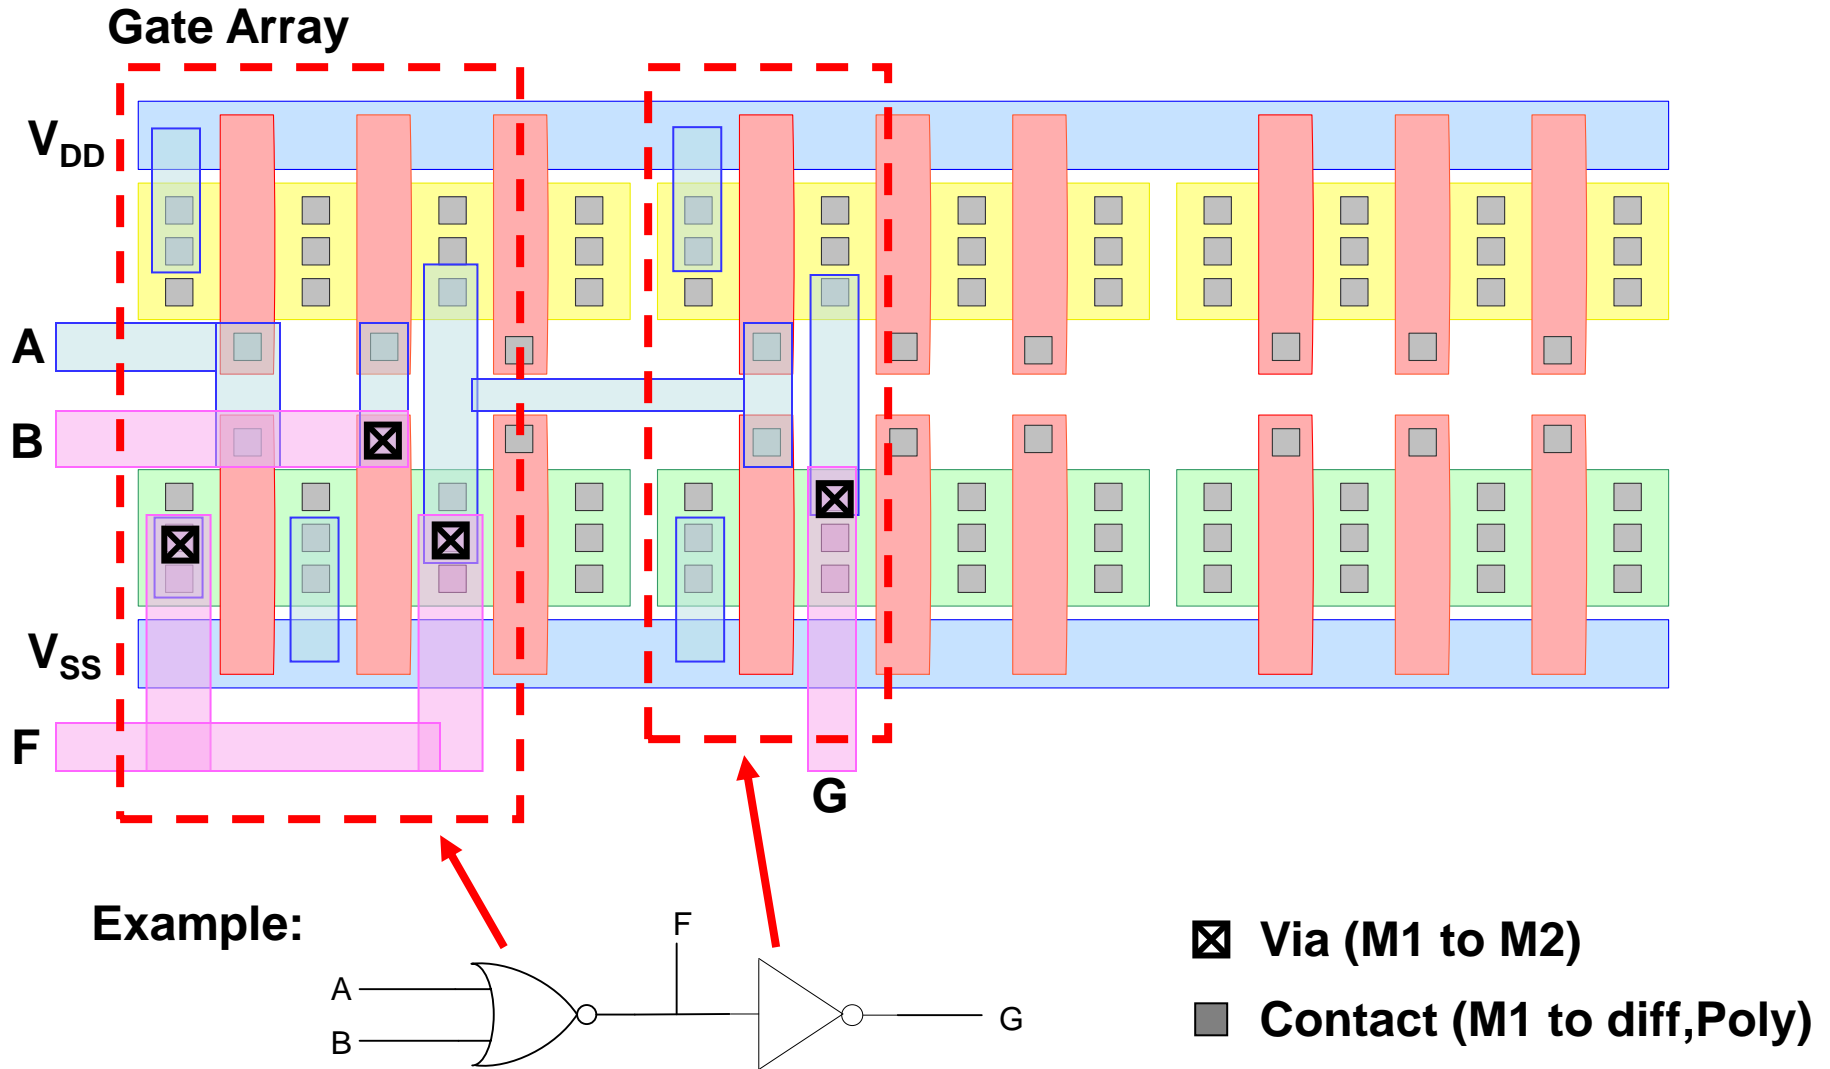 Gate Array
VDD
A
B
VSS
F
G
Example:
F
A
B
G
Via (M1 to M2)
Contact (M1 to diff,Poly)